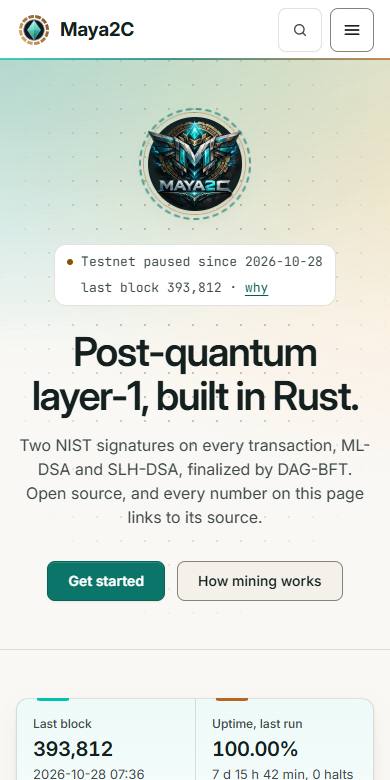 Maya2C
MAYA2C
Testnet paused since 2026-10-28
last block 393,812 · why
Post-quantum
layer-1, built in Rust.
Two NIST signatures on every transaction, ML-
DSA and SLH-DSA, finalized by DAG-BFT.
Open source, and every number on this page
links to its source.
Get started
How mining works
Last block
393,812
2026-10-28 07:36
Uptime, last run
100.00%
7 d 15 h 42 min, 0 halts